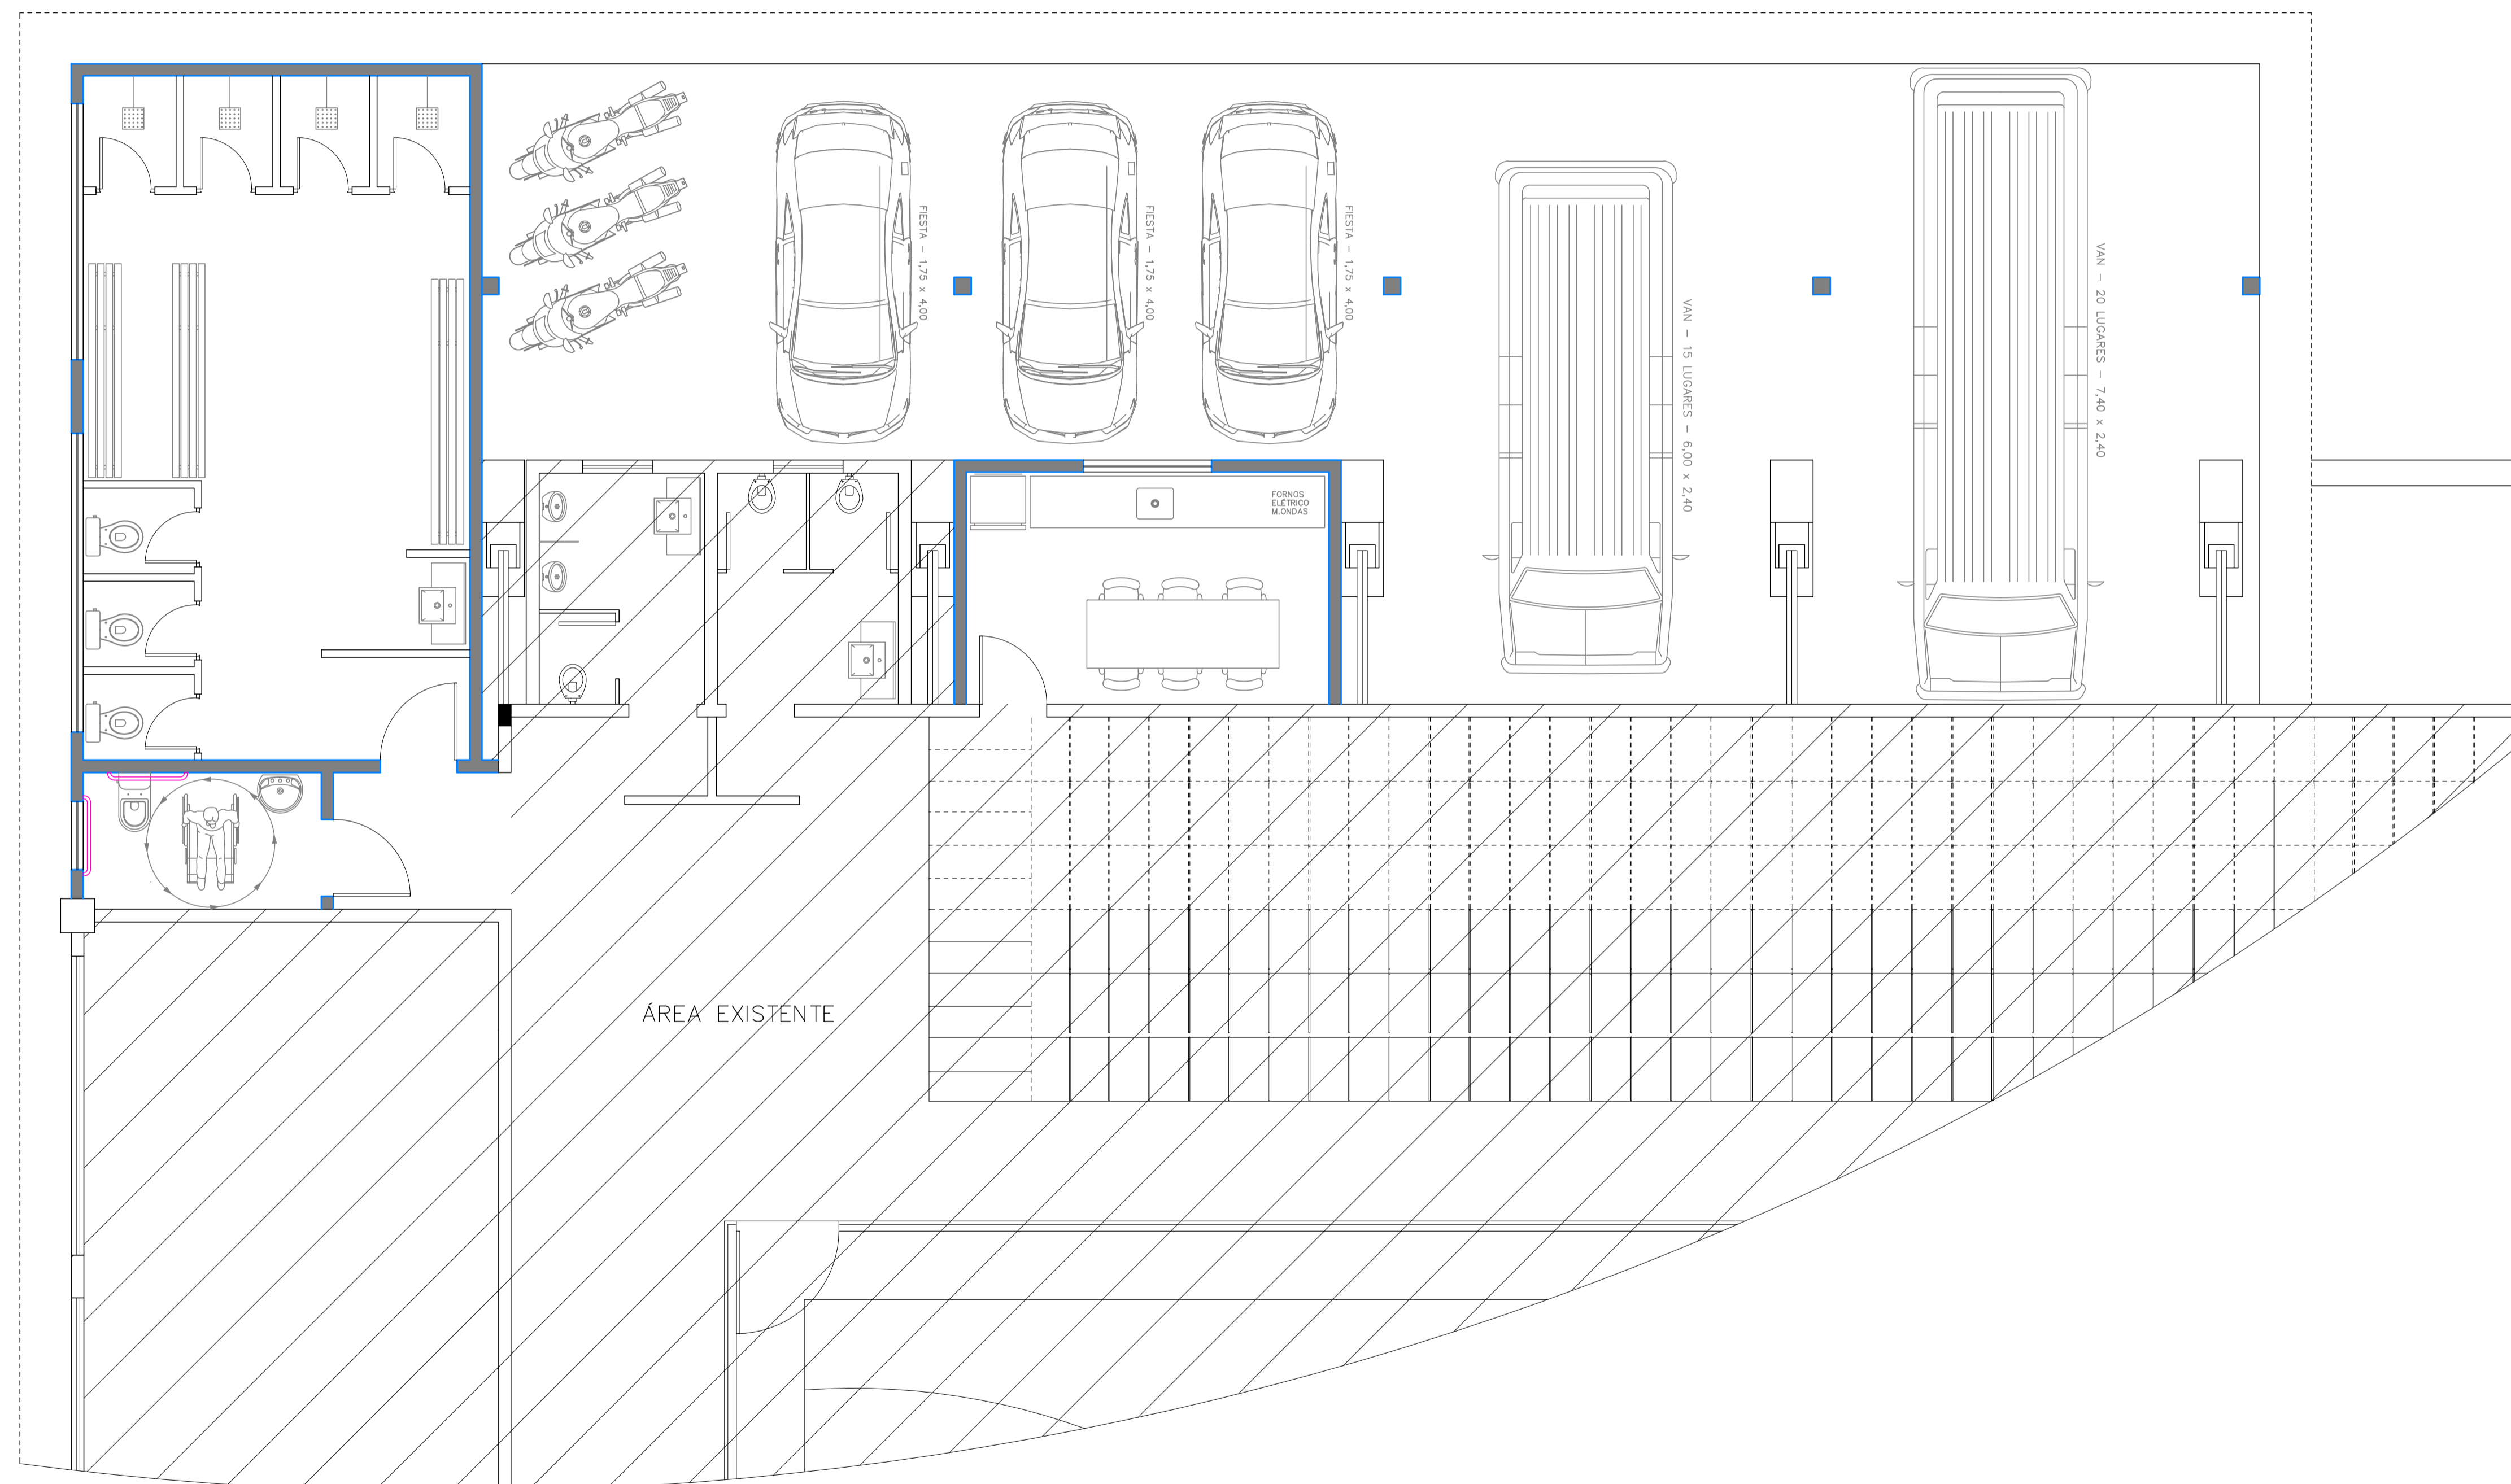 FIESTA - 1,75 x 4,00
FIESTA - 1,75 x 4,00
FIESTA - 1,75 x 4,00
VAN - 15 LUGARES - 6,00 x 2,40
VAN - 20 LUGARES - 7,40 x 2,40
FORNOS
ELÉTRICO
M.ONDAS
ÁREA EXISTENTE